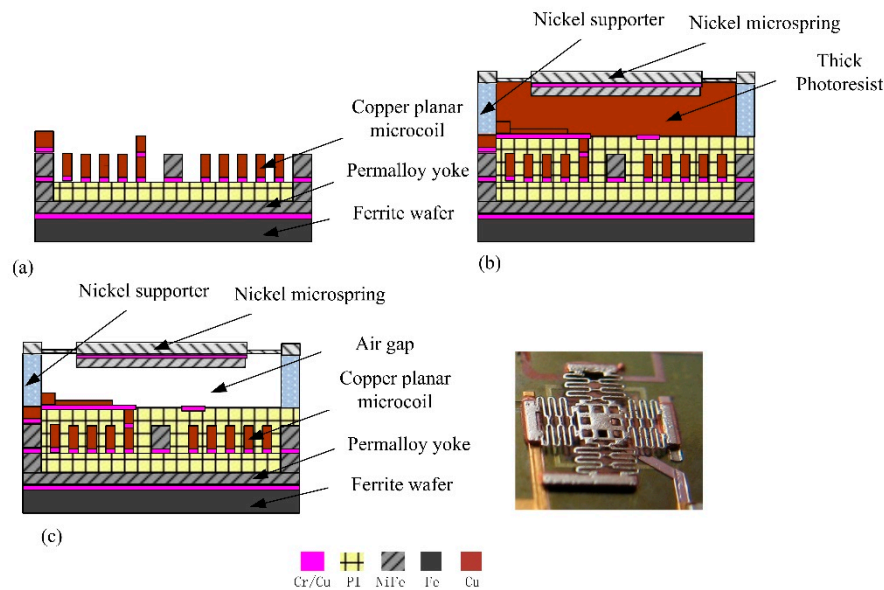 Nickel supporter
Nickel microspring
Thick
Photoresist
Copper planar
microcoil
Permalloy yoke
Ferrite wafer
(a)
(b)
Nickel supporter
Nickel microspring
Air gap
Copper planar
microcoil
Permalloy yoke
Ferrite wafer
(c)
Cr/Cu PI NiFe Fe Cu